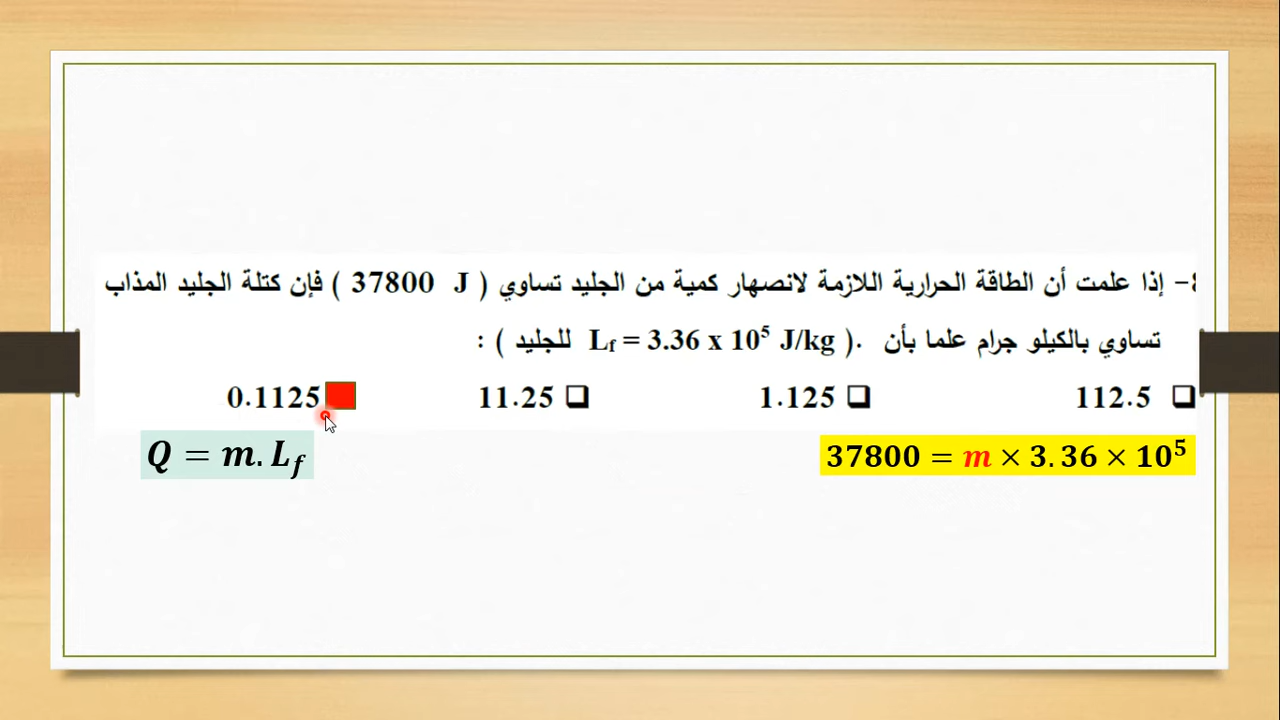 8- إذا علمت أن الطاقة الحرارية اللازمة لانصهار كمية من الجليد تساوي ( 37800 J ) فإن كتلة الجليد المذاب
تساوي بالكيلو جرام علما بأن .( Lf = 3.36 x 10⁵ J/kg للجليد ) :
❑ 112.5 ❑ 1.125 ❑ 11.25 0.1125
Q = m. Lf
37800 = m × 3.36 × 10⁵